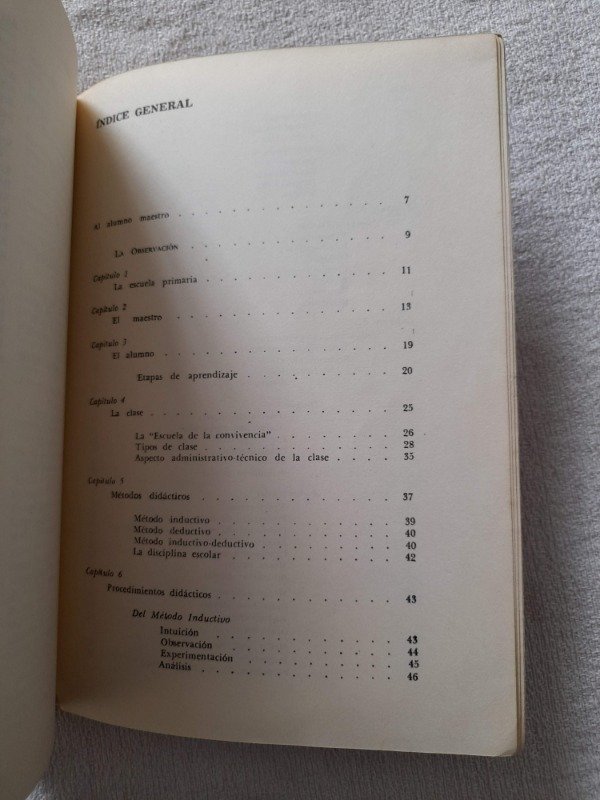 ÍNDICE GENERAL
Al alumno maestro . . . . . . . . . . . . . . . 7
La Observación . . . . . . . . . . . . . . . 9
Capítulo 1
La escuela primaria . . . . . . . . . . . . . . 11
Capítulo 2
El maestro . . . . . . . . . . . . . . . . 13
Capítulo 3
El alumno . . . . . . . . . . . . . . . . 19
Etapas de aprendizaje . . . . . . . . . . . 20
Capítulo 4
La clase . . . . . . . . . . . . . . . . . 25
La "Escuela de la convivencia" . . . . . . . . . 26
Tipos de clase . . . . . . . . . . . . . . 28
Aspecto administrativo-técnico de la clase . . . . . . 35
Capítulo 5
Métodos didácticos . . . . . . . . . . . . . . 37
Método inductivo . . . . . . . . . . . . . 39
Método deductivo . . . . . . . . . . . . . 40
Método inductivo-deductivo . . . . . . . . . . 40
La disciplina escolar . . . . . . . . . . . . 42
Capítulo 6
Procedimientos didácticos . . . . . . . . . . . . 43
Del Método Inductivo
Intuición . . . . . . . . . . . . . . 43
Observación . . . . . . . . . . . . . 44
Experimentación . . . . . . . . . . . . 45
Análisis . . . . . . . . . . . . . . 46